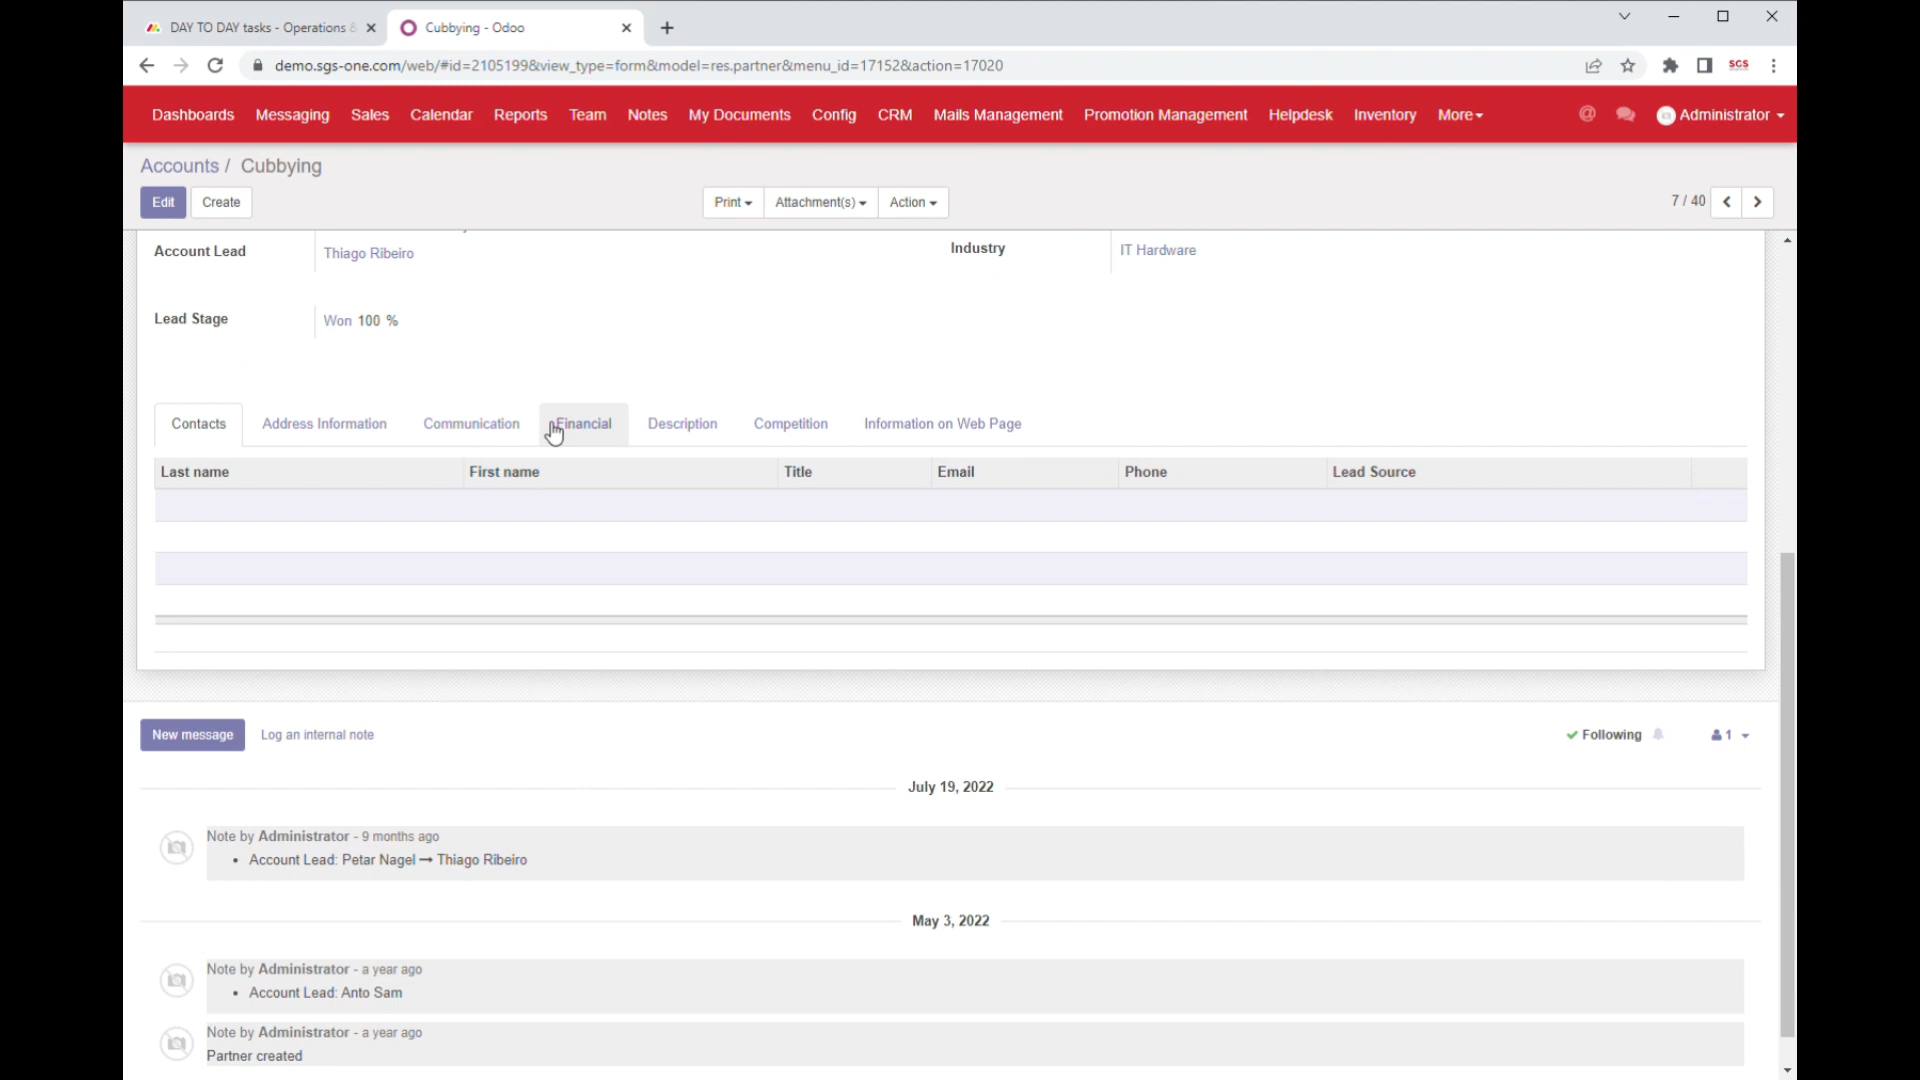 DAY TO DAY tasks - Operations &
Cubbying - Odoo
demo.sgs-one.com/web/#id=2105199&view_type=form&model=res.partner&menu_id=17152&action=17020
SGS
Dashboards Messaging Sales Calendar Reports Team Notes My Documents Config CRM Mails Management Promotion Management Helpdesk Inventory More Administrator
Accounts / Cubbying
Edit Create Print Attachment(s) Action 7 / 40
Account Lead Thiago Ribeiro Industry IT Hardware
Lead Stage Won 100 %
Contacts Address Information Communication Financial Description Competition Information on Web Page
Last name First name Title Email Phone Lead Source
New message Log an internal note Following 1
July 19, 2022
Note by Administrator - 9 months ago
• Account Lead: Petar Nagel → Thiago Ribeiro
May 3, 2022
Note by Administrator - a year ago
• Account Lead: Anto Sam
Note by Administrator - a year ago
Partner created